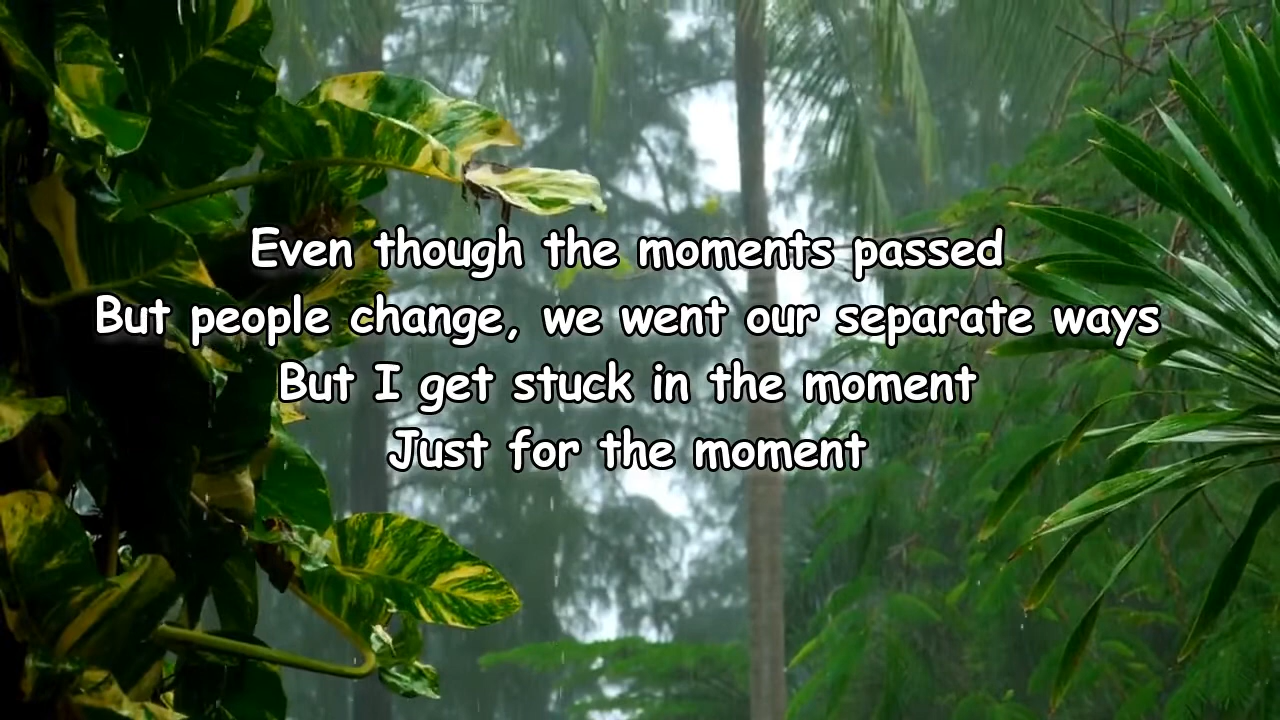 Even though the moments passed
But people change, we went our separate ways
But I get stuck in the moment
Just for the moment